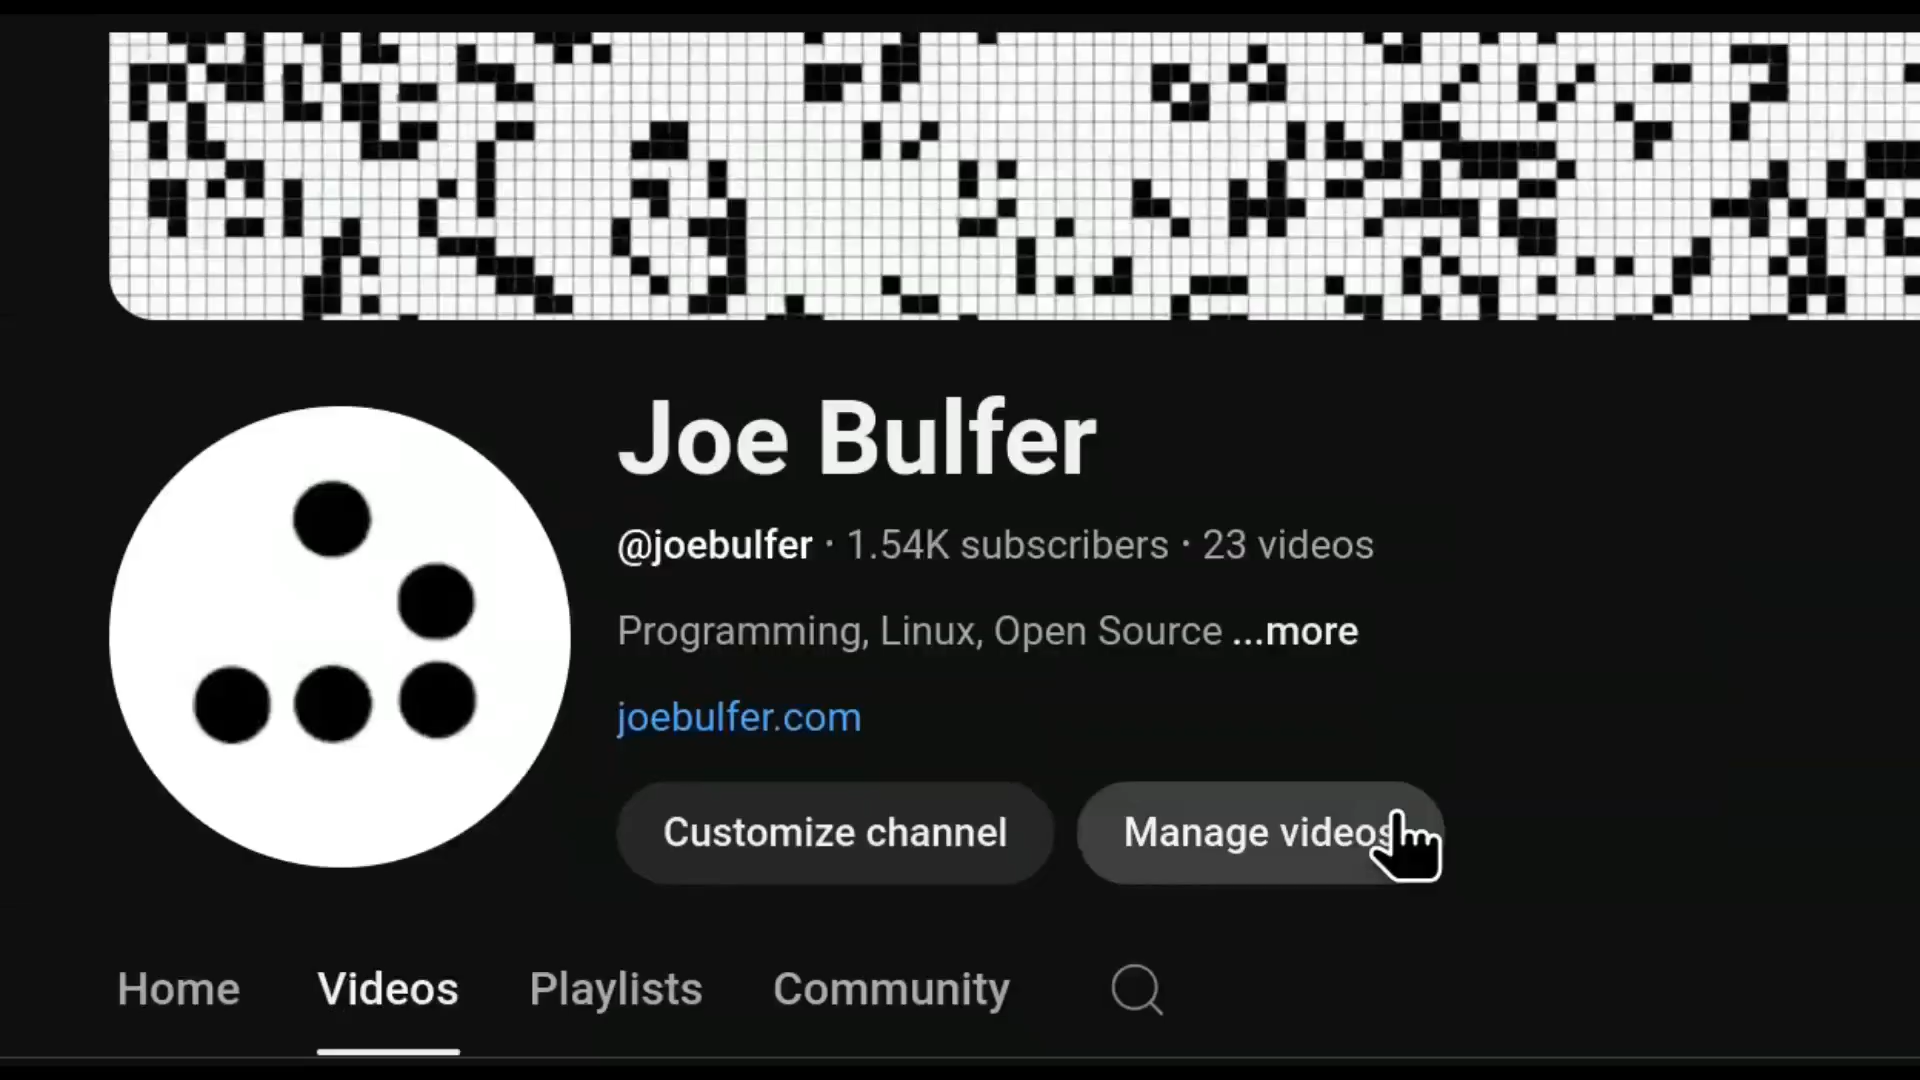 Joe Bulfer
@joebulfer · 1.54K subscribers · 23 videos
Programming, Linux, Open Source ...more
joebulfer.com
Customize channel Manage videos
Home Videos Playlists Community